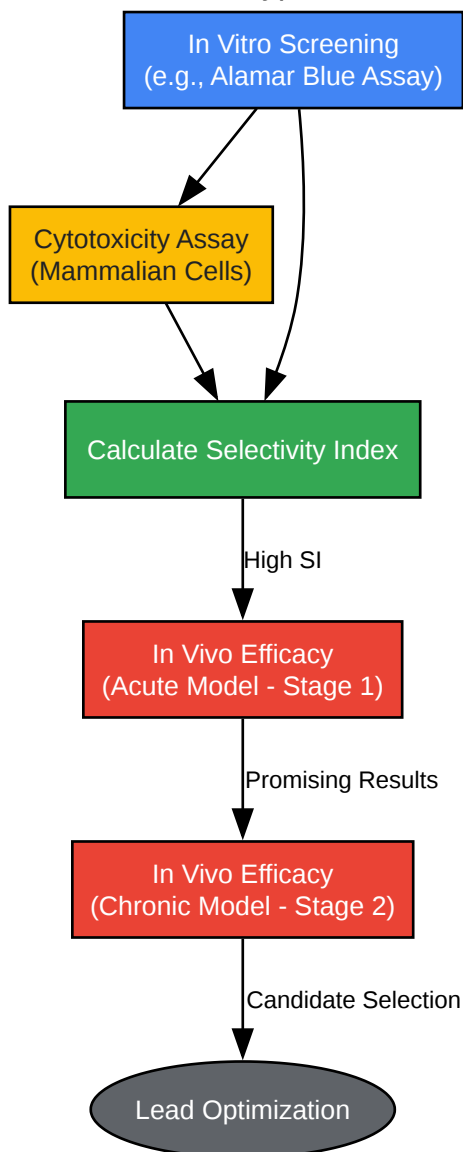 In Vitro Screening
(e.g., Alamar Blue Assay)
Cytotoxicity Assay
(Mammalian Cells)
Calculate Selectivity Index
High SI
In Vivo Efficacy
(Acute Model - Stage 1)
Promising Results
In Vivo Efficacy
(Chronic Model - Stage 2)
Candidate Selection
Lead Optimization